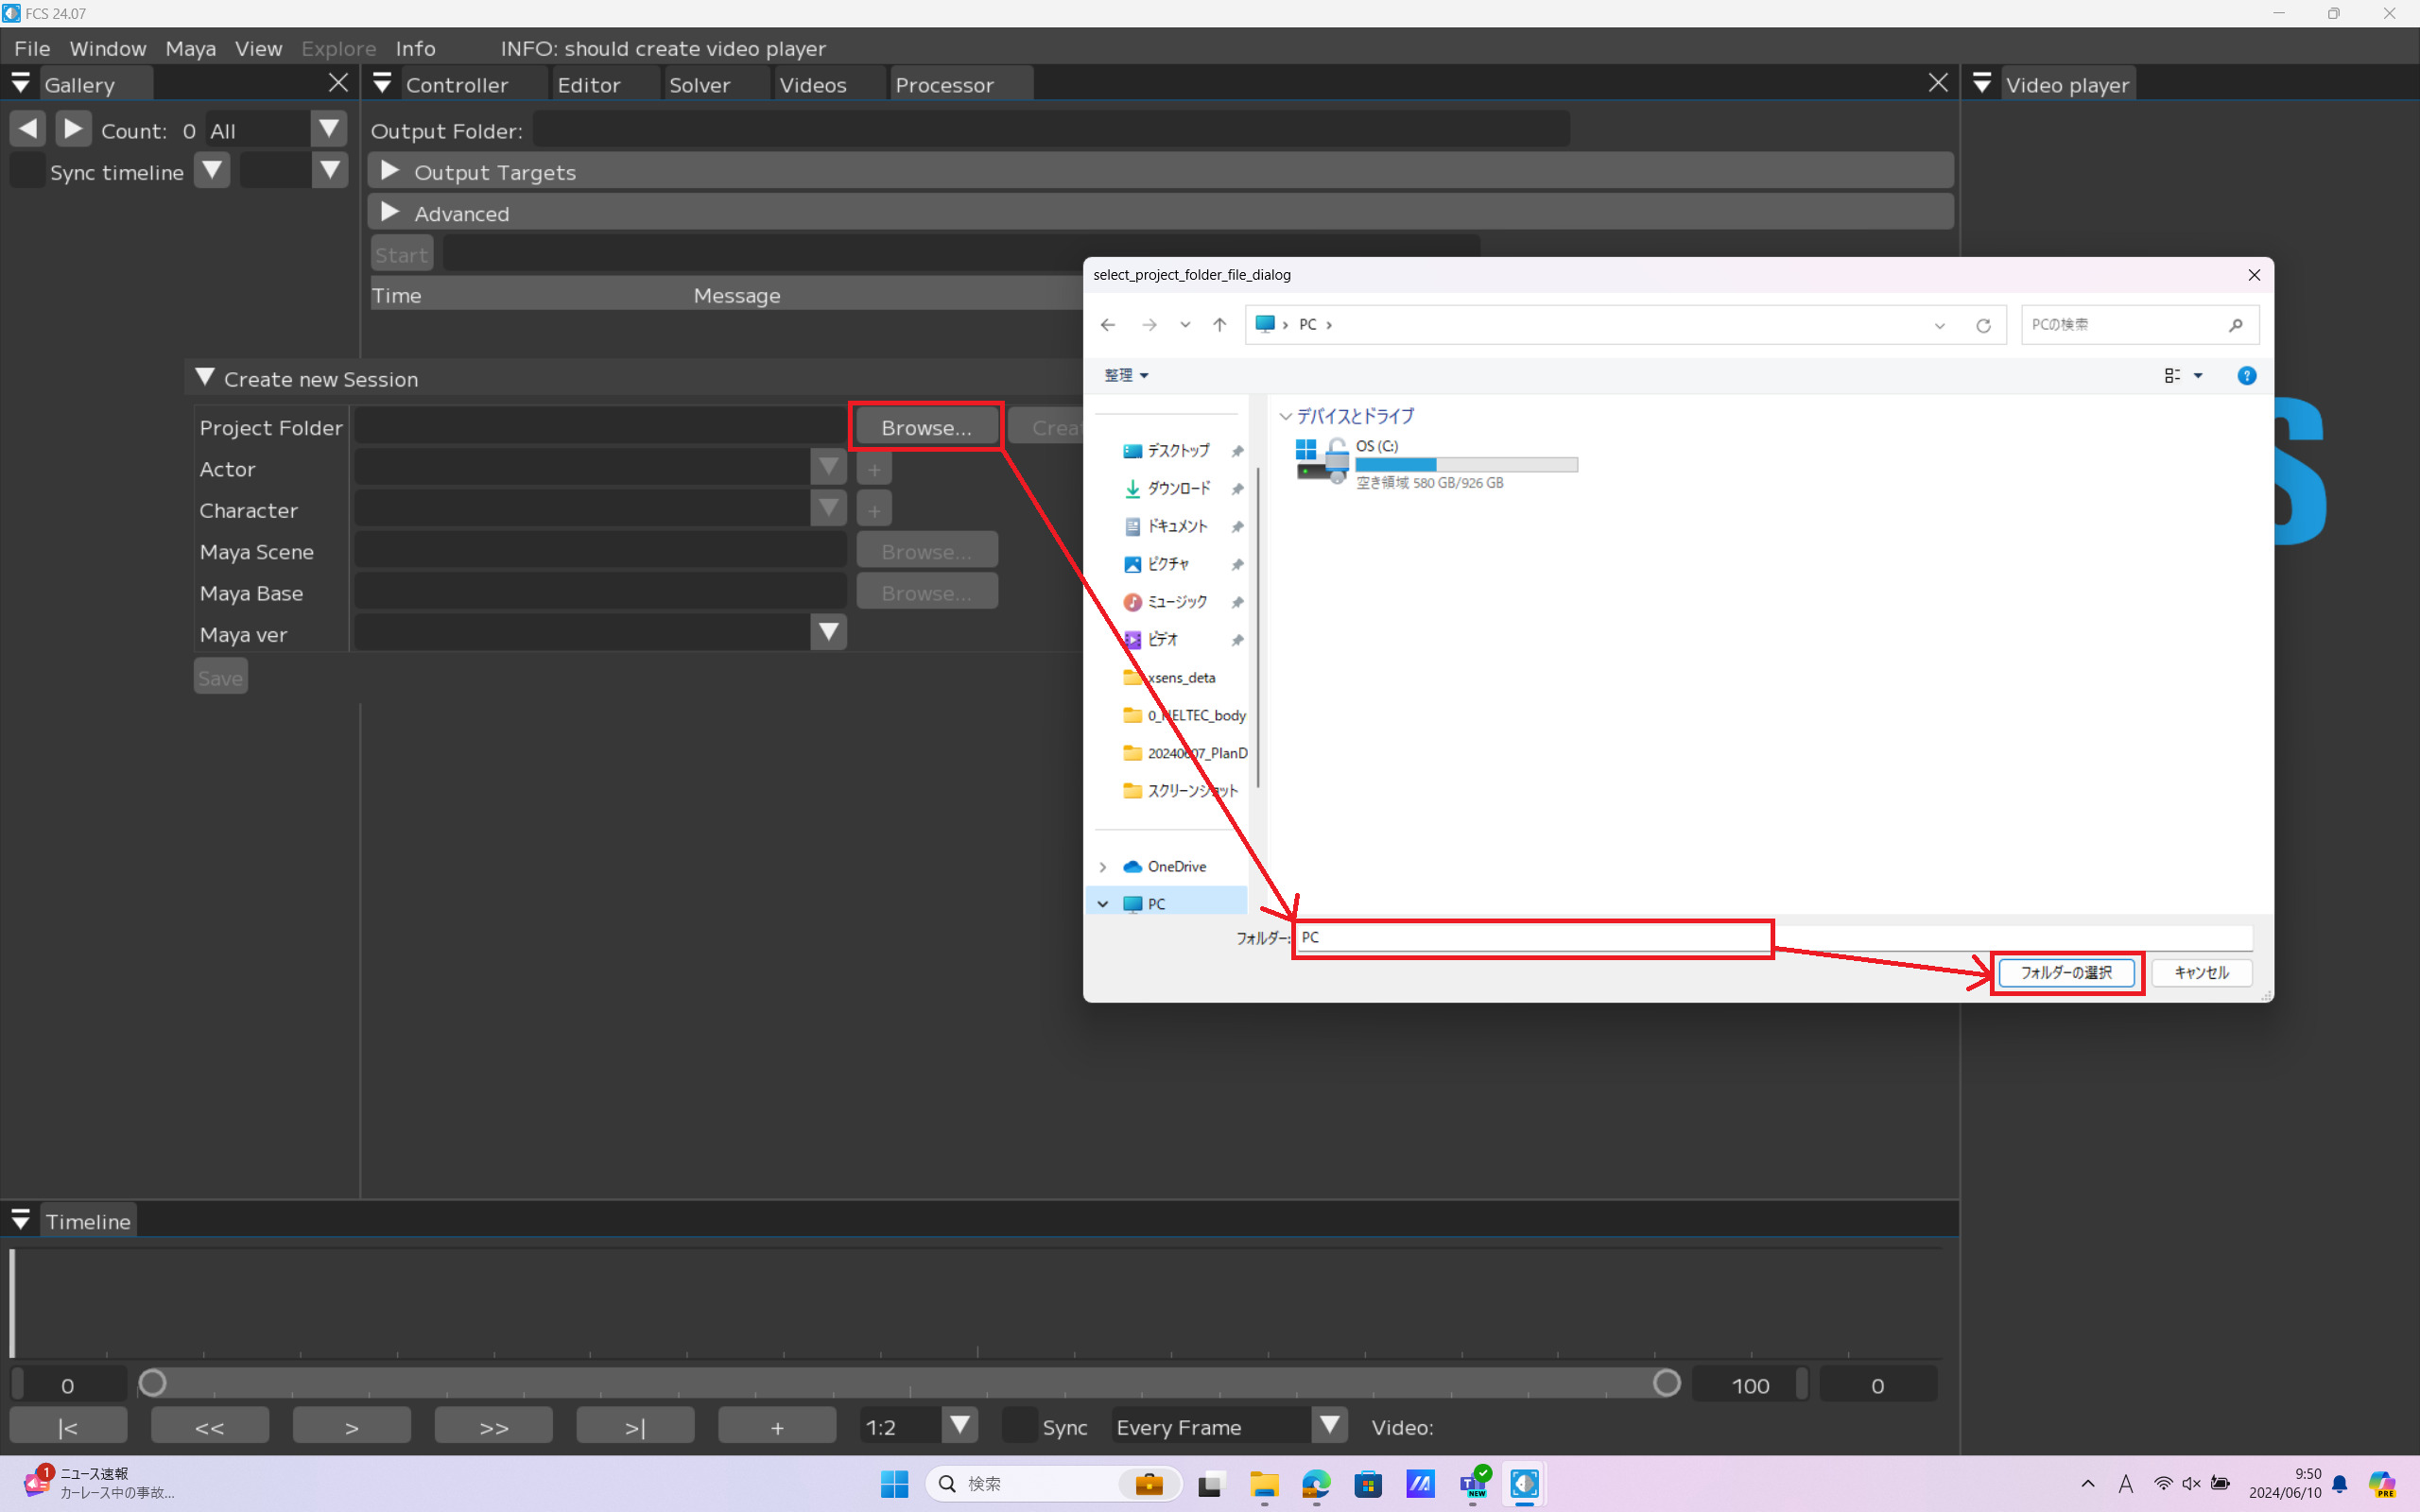 FCS 24.07
File Window Maya View Explore Info INFO: should create video player
Gallery
Controller Editor Solver Videos Processor
Video player
Count: 0 All
Sync timeline
Output Folder:
Output Targets
Advanced
Start
Time Message
Create new Session
Project Folder Browse...
Actor +
Character +
Maya Scene Browse...
Maya Base Browse...
Maya ver
Save
select_project_folder_file_dialog
PC
PCの検索
整理
デスクトップ
ダウンロード
ドキュメント
ピクチャ
ミュージック
ビデオ
xsens_deta
20240607_PlanD
スクリーンショット
OneDrive
PC
デバイスとドライブ
OS (C:)
空き領域 580 GB/926 GB
フォルダー: PC
フォルダーの選択 キャンセル
S
Timeline
0 100 0
|< << > >> >| + 1:2 Sync Every Frame Video:
1 ニュース速報
カーレース中の事故...
検索
NEW
A
9:50
2024/06/10
PRE